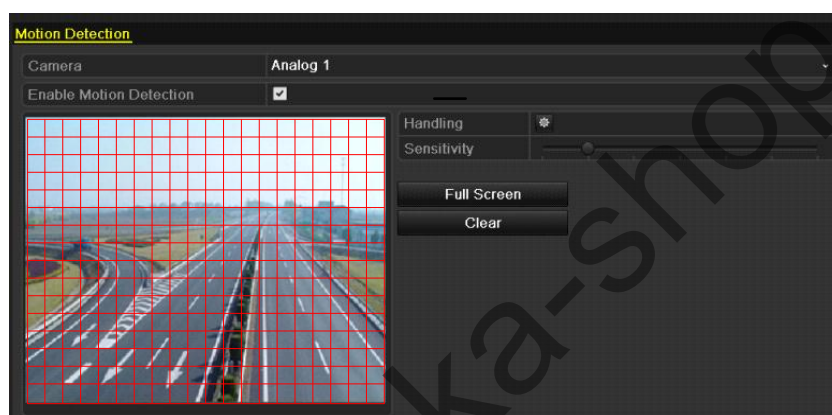 Motion Detection
Camera Analog 1
Enable Motion Detection
Handling
Sensitivity
Full Screen
Clear
ka-shop